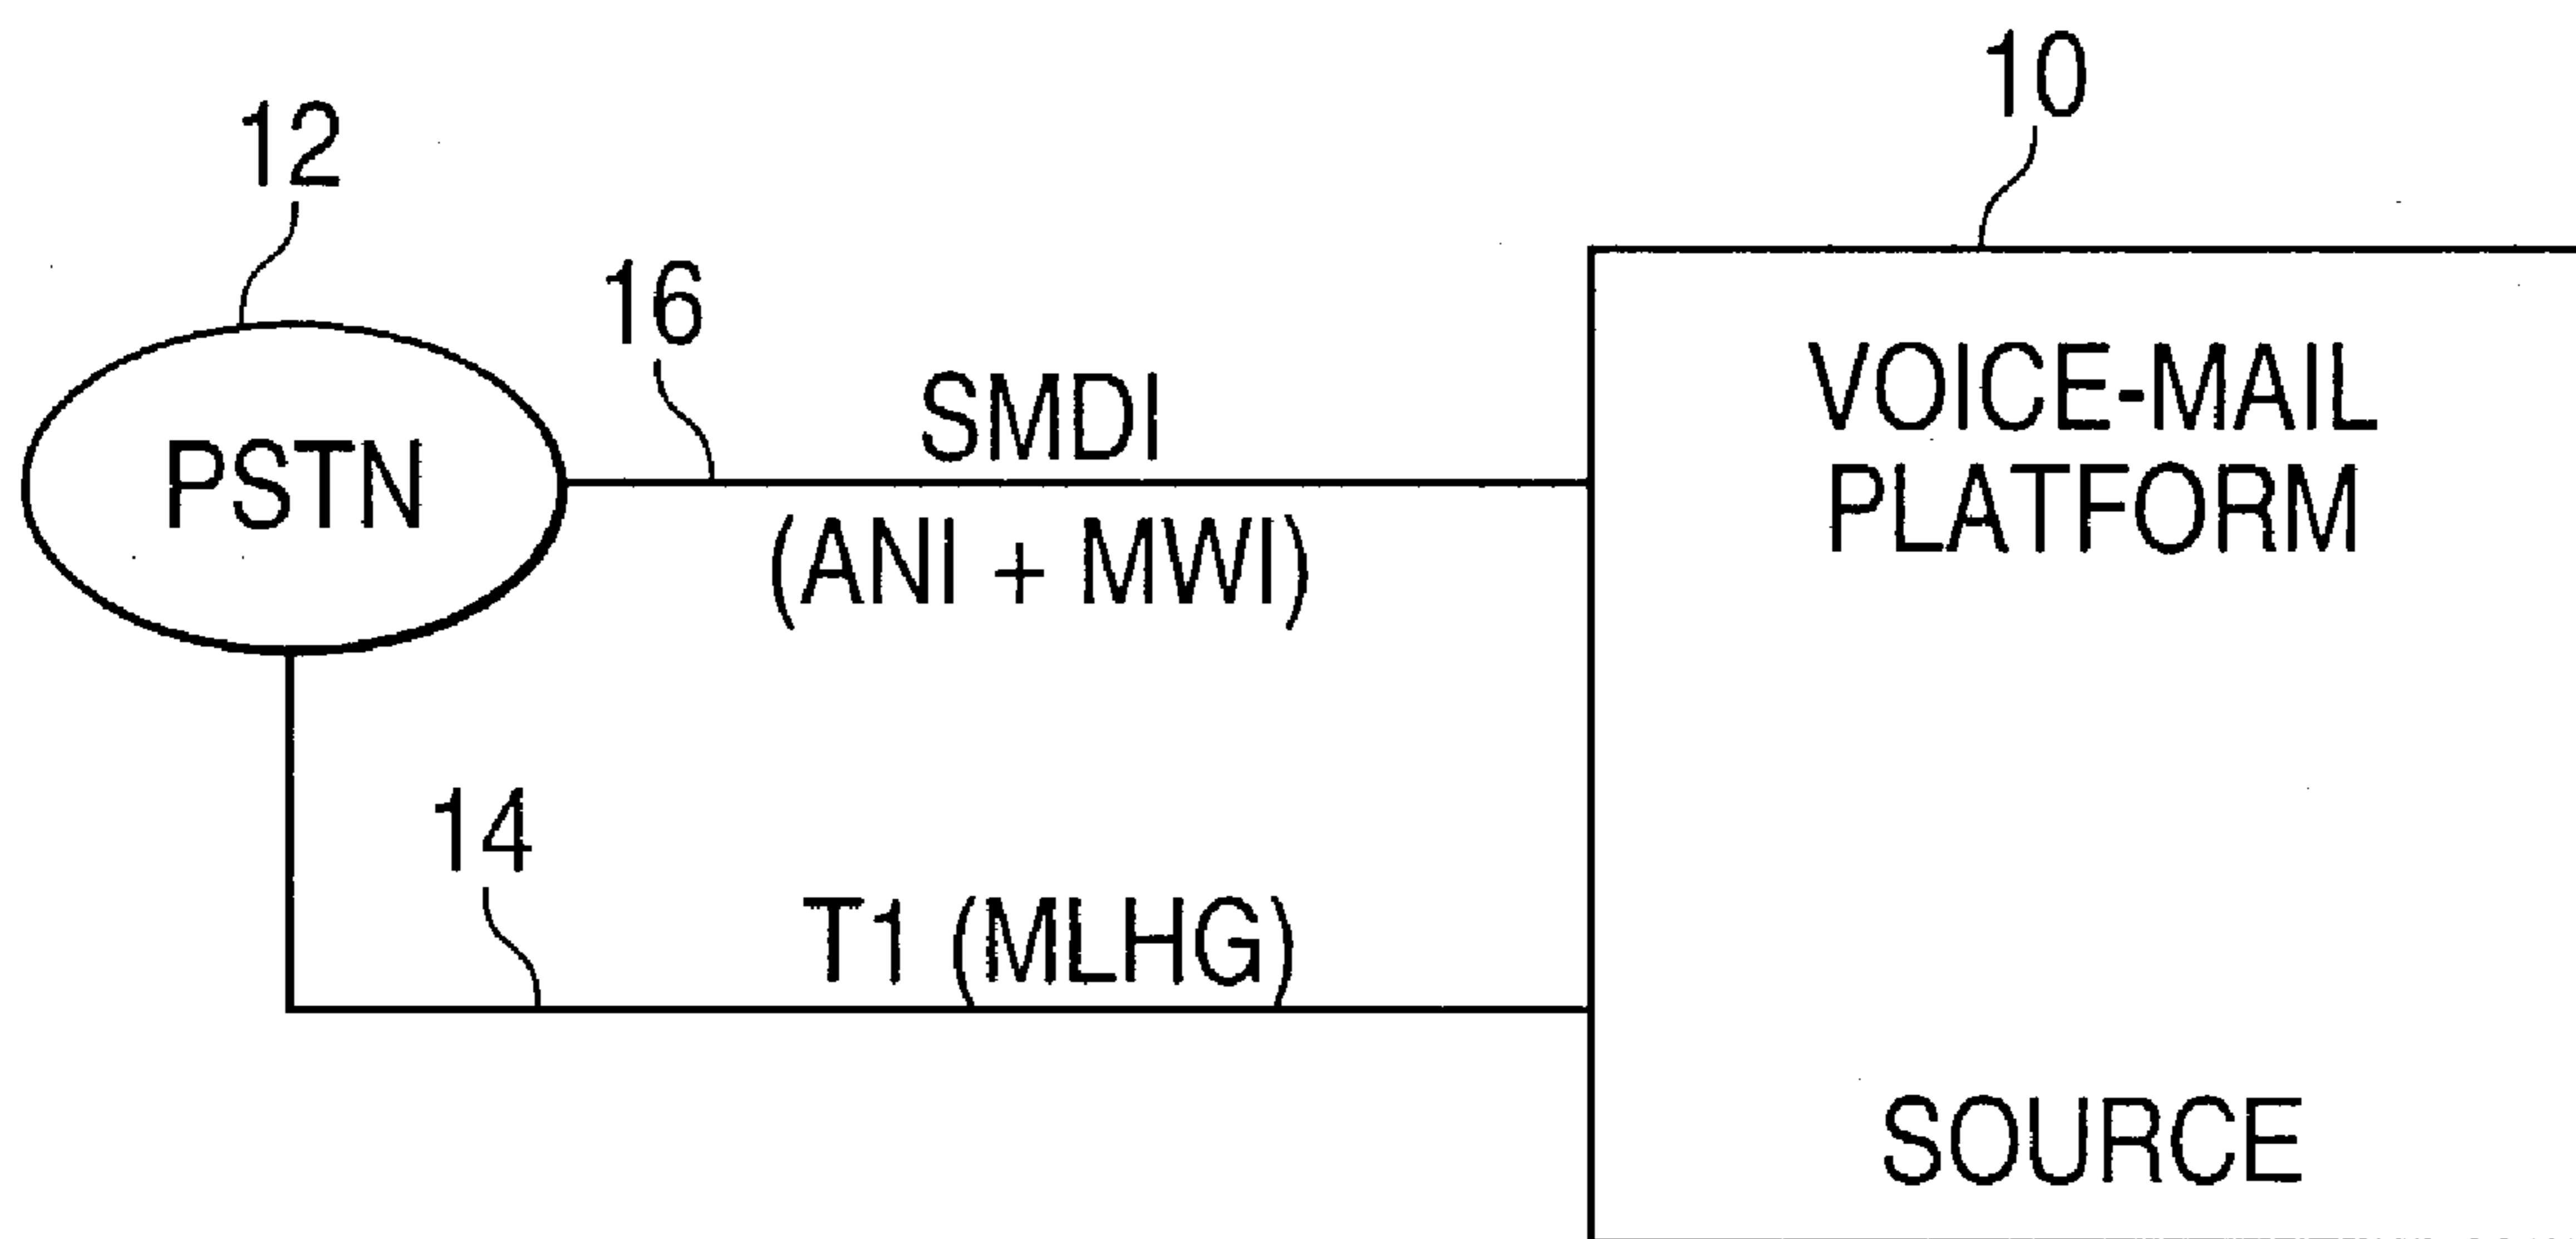 10
12
16
SMDI
VOICE-MAIL
PLATFORM
PSTN
(ANI + MWI)
14
T1 (MLHG)
SOURCE